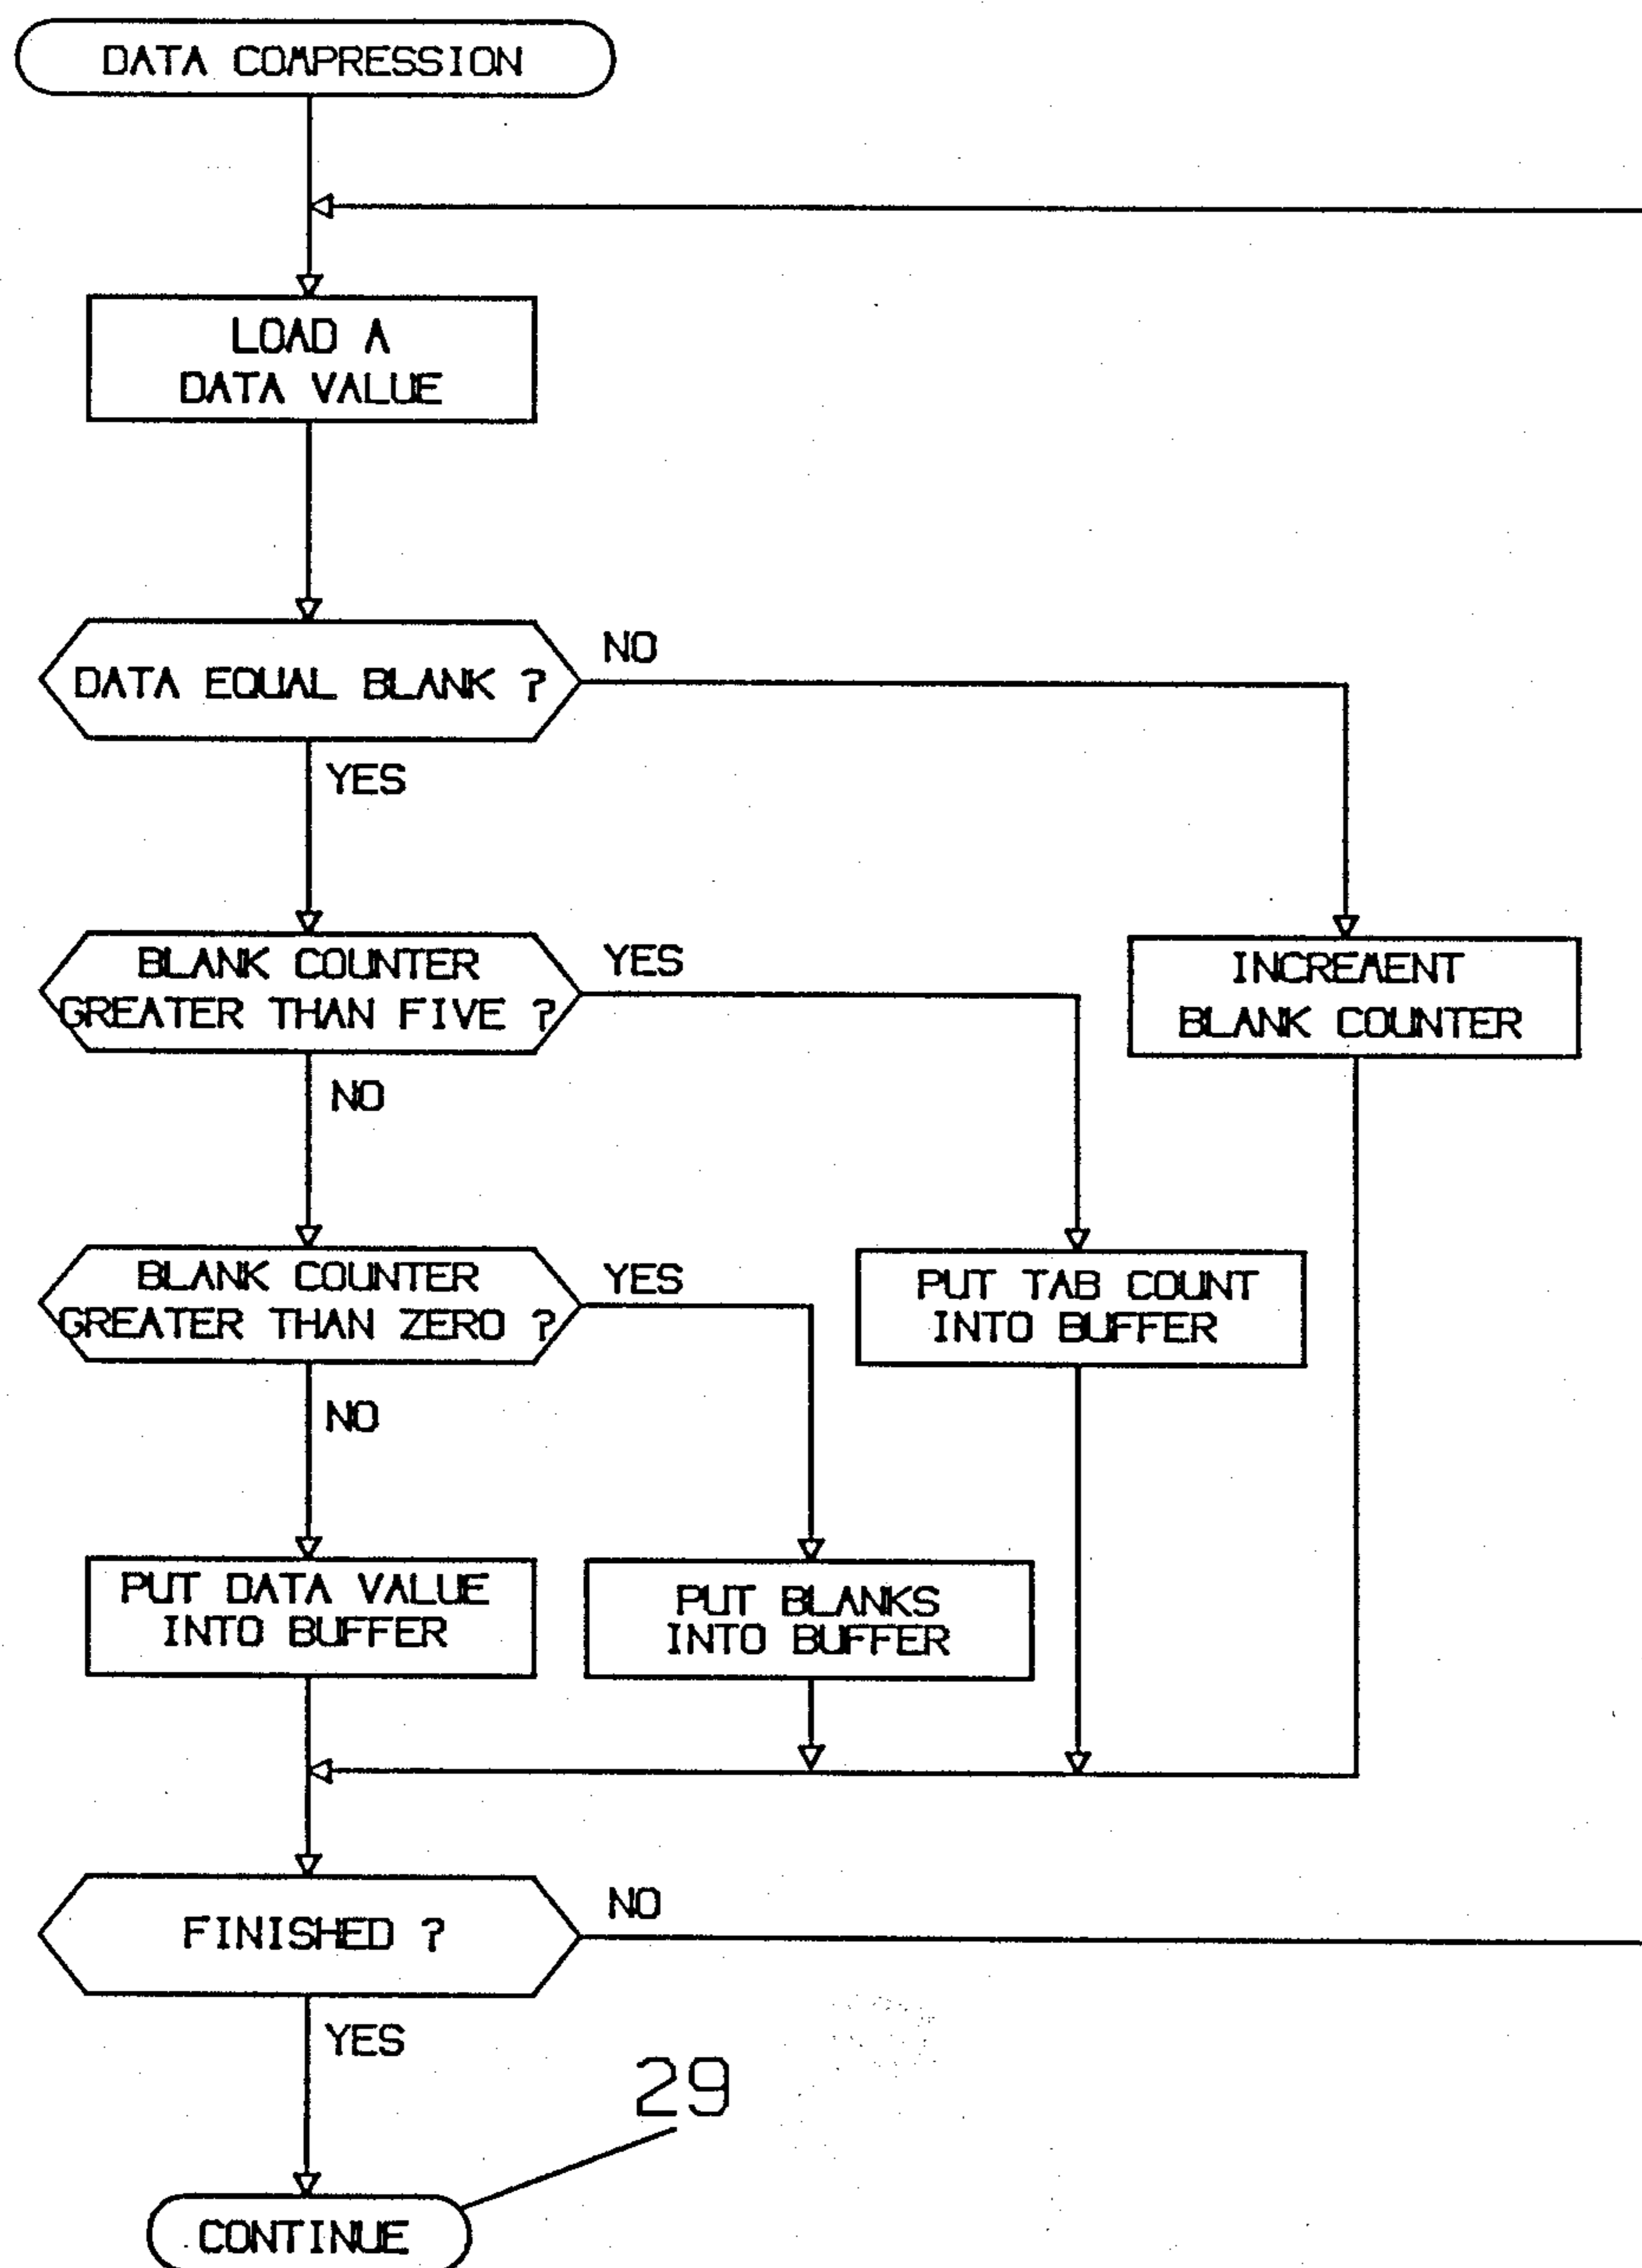 DATA COMPRESSION
LOAD A
DATA VALUE
DATA EQUAL BLANK ?
NO
YES
BLANK COUNTER
GREATER THAN FIVE ?
YES
INCREMENT
BLANK COUNTER
NO
BLANK COUNTER
GREATER THAN ZERO ?
YES
PUT TAB COUNT
INTO BUFFER
NO
PUT DATA VALUE
INTO BUFFER
PUT BLANKS
INTO BUFFER
FINISHED ?
NO
YES
29
CONTINUE